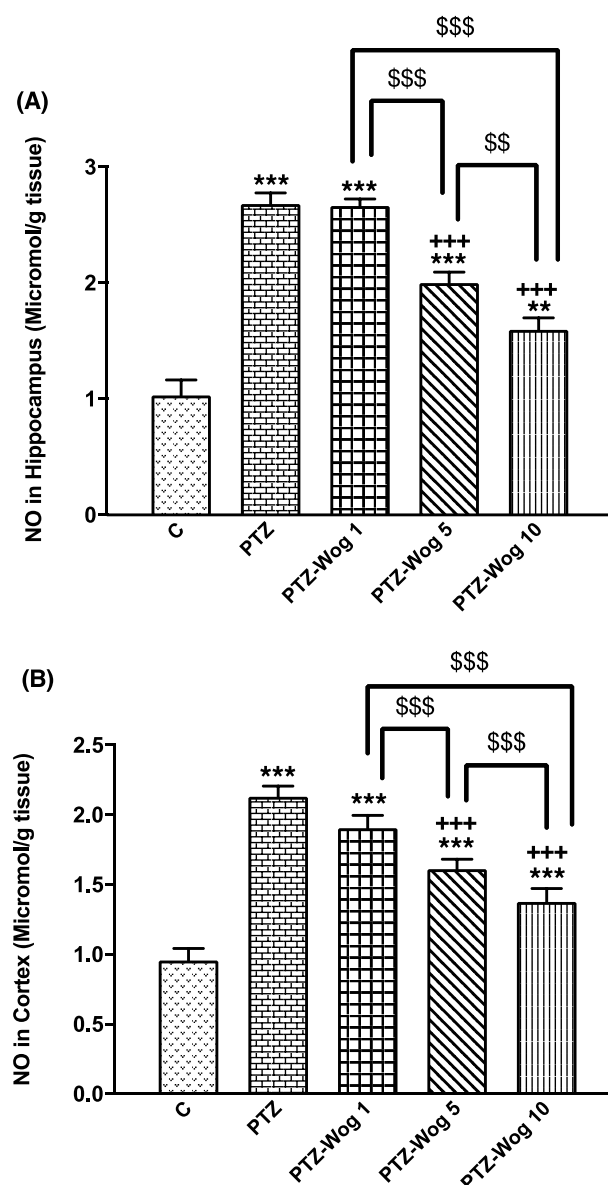 (A)
$$$
$$$
$$
NO in Hippocampus (Micromol/g tissue)
3
2
1
0
***
***
+++
***
+++
**
C
PTZ
PTZ-Wog 1
PTZ-Wog 5
PTZ-Wog 10
(B)
$$$
$$$
$$$
NO in Cortex (Micromol/g tissue)
2.5
2.0
1.5
1.0
0.5
0.0
***
***
+++
***
+++
***
C
PTZ
PTZ-Wog 1
PTZ-Wog 5
PTZ-Wog 10